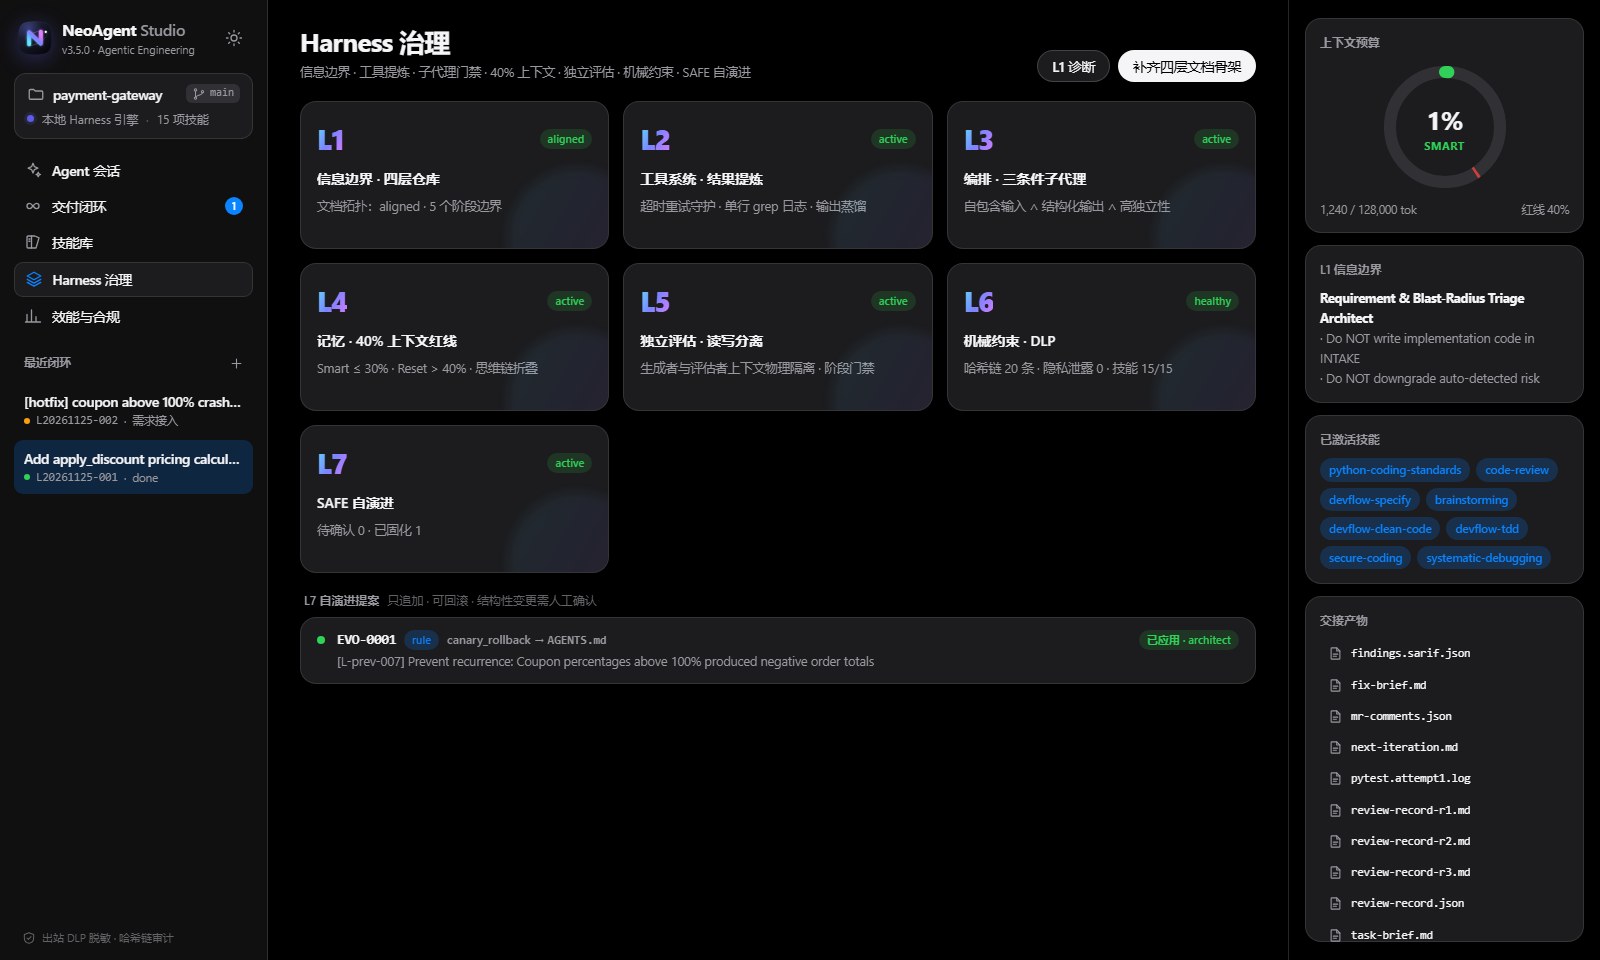 NeoAgent Studio
v3.5.0 · Agentic Engineering
payment-gateway
main
本地 Harness 引擎 · 15 项技能
Agent 会话
交付闭环
1
技能库
Harness 治理
效能与合规
最近闭环
+
[hotfix] coupon above 100% crash...
L20261125-002 · 需求接入
Add apply_discount pricing calcul...
L20261125-001 · done
出站 DLP 脱敏 · 哈希链审计
Harness 治理
信息边界 · 工具提炼 · 子代理门禁 · 40% 上下文 · 独立评估 · 机械约束 · SAFE 自演进
L1 诊断
补齐四层文档骨架
L1
aligned
信息边界 · 四层仓库
文档拓扑：aligned · 5 个阶段边界
L2
active
工具系统 · 结果提炼
超时重试守护 · 单行 grep 日志 · 输出蒸馏
L3
active
编排 · 三条件子代理
自包含输入 ∧ 结构化输出 ∧ 高独立性
L4
active
记忆 · 40% 上下文红线
Smart ≤ 30% · Reset > 40% · 思维链折叠
L5
active
独立评估 · 读写分离
生成者与评估者上下文物理隔离 · 阶段门禁
L6
healthy
机械约束 · DLP
哈希链 20 条 · 隐私泄露 0 · 技能 15/15
L7
active
SAFE 自演进
待确认 0 · 已固化 1
L7 自演进提案 只追加 · 可回滚 · 结构性变更需人工确认
EVO-0001 rule canary_rollback → AGENTS.md
已应用 · architect
[L-prev-007] Prevent recurrence: Coupon percentages above 100% produced negative order totals
上下文预算
1%
SMART
1,240 / 128,000 tok
红线 40%
L1 信息边界
Requirement & Blast-Radius Triage
Architect
· Do NOT write implementation code in
INTAKE
· Do NOT downgrade auto-detected risk
已激活技能
python-coding-standards
code-review
devflow-specify
brainstorming
devflow-clean-code
devflow-tdd
secure-coding
systematic-debugging
交接产物
findings.sarif.json
fix-brief.md
mr-comments.json
next-iteration.md
pytest.attempt1.log
review-record-r1.md
review-record-r2.md
review-record-r3.md
review-record.json
task-brief.md